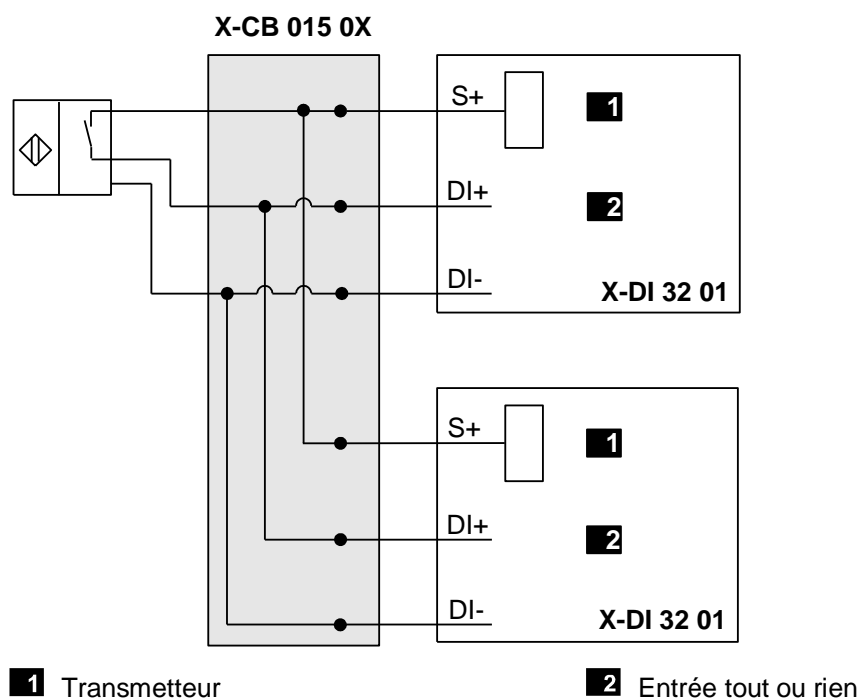 X-CB 015 0X
S+
1
DI+
2
DI-
X-DI 32 01
S+
1
DI+
2
DI-
X-DI 32 01
1 Transmetteur
2 Entrée tout ou rien